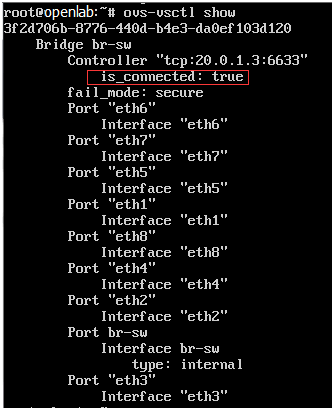 root@openlab:~# ovs-vsctl show
3f2d706b-8776-440d-b4e3-da0ef103d120
Bridge br-sw
Controller "tcp:20.0.1.3:6633"
is_connected: true
fail_mode: secure
Port "eth6"
Interface "eth6"
Port "eth7"
Interface "eth7"
Port "eth5"
Interface "eth5"
Port "eth1"
Interface "eth1"
Port "eth8"
Interface "eth8"
Port "eth4"
Interface "eth4"
Port "eth2"
Interface "eth2"
Port br-sw
Interface br-sw
type: internal
Port "eth3"
Interface "eth3"